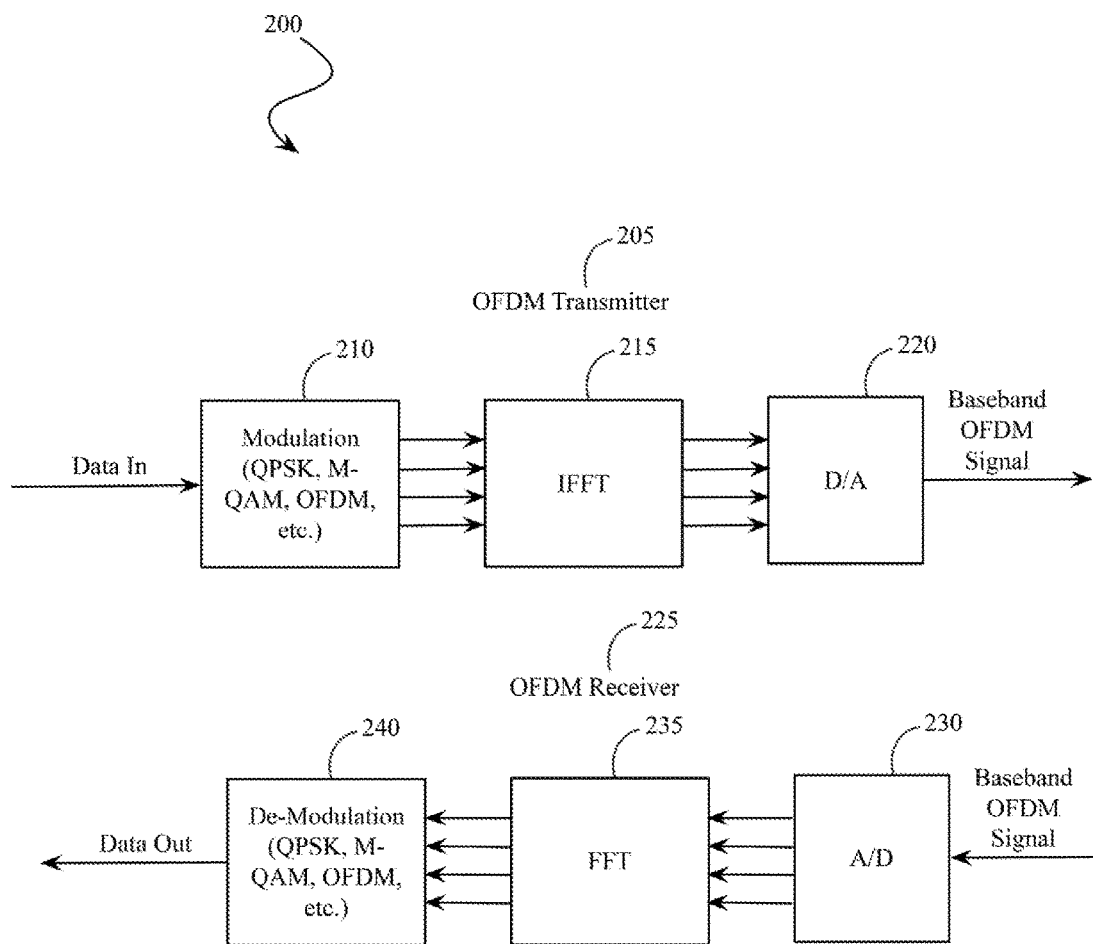 200
205
OFDM Transmitter
210
215
220
Data In
Modulation
(QPSK, M-
QAM, OFDM,
etc.)
IFFT
D/A
Baseband
OFDM
Signal
225
OFDM Receiver
240
235
230
Data Out
De-Modulation
(QPSK, M-
QAM, OFDM,
etc.)
FFT
A/D
Baseband
OFDM
Signal